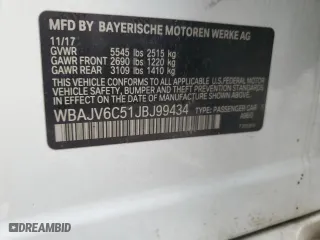 MFD BY BAYERISCHE MOTOREN WERKE AG
11/17
GVWR 5545 lbs 2515 kg
GAWR FRONT 2690 lbs 1220 kg
GAWR REAR 3109 lbs 1410 kg
THIS VEHICLE CONFORMS TO ALL APPLICABLE U.S. FEDERAL MOTOR
VEHICLE SAFETY, BUMPER, AND THEFT PREVENTION STANDARDS
IN EFFECT ON THE DATE OF MANUFACTURE SHOWN ABOVE.
WBAJV6C51JBJ99434 TYPE: PASSENGER CAR
DEALERSHIP.COM